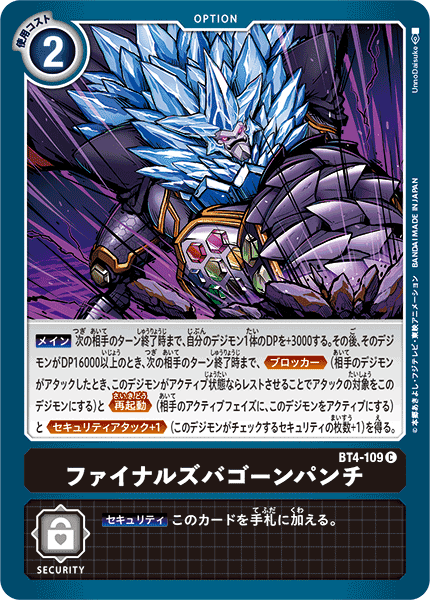 使用コスト
2
OPTION
UnnoDaisuke
BANDAI MADE IN JAPAN
©本郷あきよし・フジテレビ・東映アニメーション
メイン 次の相手のターン終了時まで、自分のデジモン1体のDPを+3000する。その後、そのデジ
モンがDP16000以上のとき、次の相手のターン終了時まで、ブロッカー（相手のデジモン
がアタックしたとき、このデジモンがアクティブ状態ならレストさせることでアタックの対象をこの
デジモンにする）と 再起動（相手のアクティブフェイズに、このデジモンをアクティブにする）
と セキュリティアタック+1（このデジモンがチェックするセキュリティの枚数+1）を得る。
BT4-109 C
ファイナルズバゴーンパンチ
セキュリティ このカードを手札に加える。
SECURITY